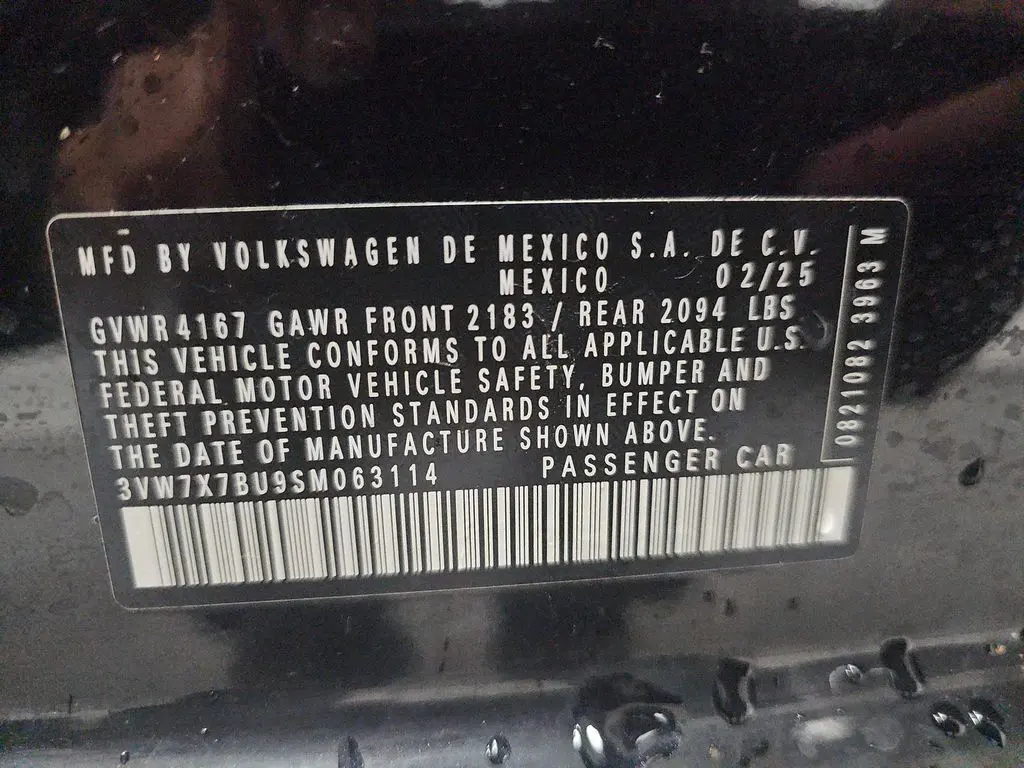 MFD BY VOLKSWAGEN DE MEXICO S.A. DE C.V.
MEXICO 02/25
GVWR 4167 GAWR FRONT 2183 / REAR 2094 LBS
THIS VEHICLE CONFORMS TO ALL APPLICABLE U.S.
FEDERAL MOTOR VEHICLE SAFETY, BUMPER AND
THEFT PREVENTION STANDARDS IN EFFECT ON
THE DATE OF MANUFACTURE SHOWN ABOVE.
3VW7X7BU9SM063114 PASSENGER CAR
0821082 3963 M